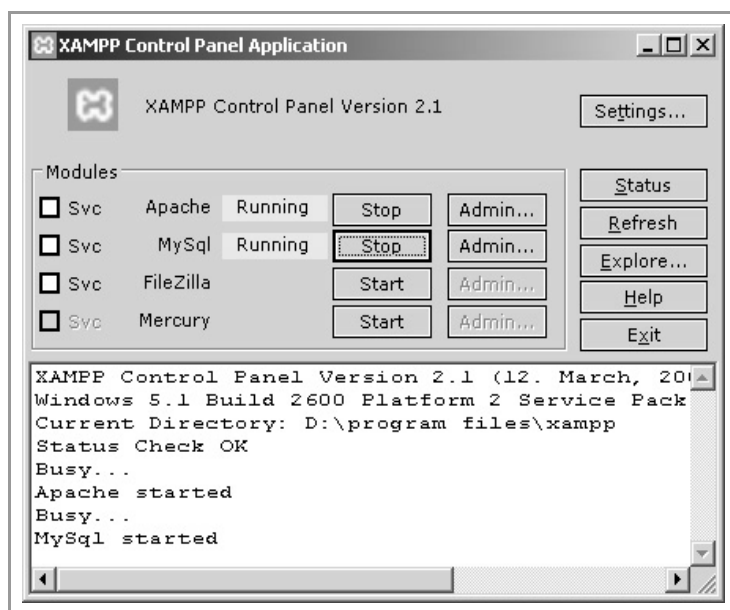 XAMPP Control Panel Application
XAMPP Control Panel Version 2.1
Settings...
Modules
Svc Apache Running Stop Admin...
Svc MySql Running Stop Admin...
Svc FileZilla Start Admin...
Svc Mercury Start Admin...
Status
Refresh
Explore...
Help
Exit
XAMPP Control Panel Version 2.1 (12. March, 20
Windows 5.1 Build 2600 Platform 2 Service Pack
Current Directory: D:\program files\xampp
Status Check OK
Busy...
Apache started
Busy...
MySql started